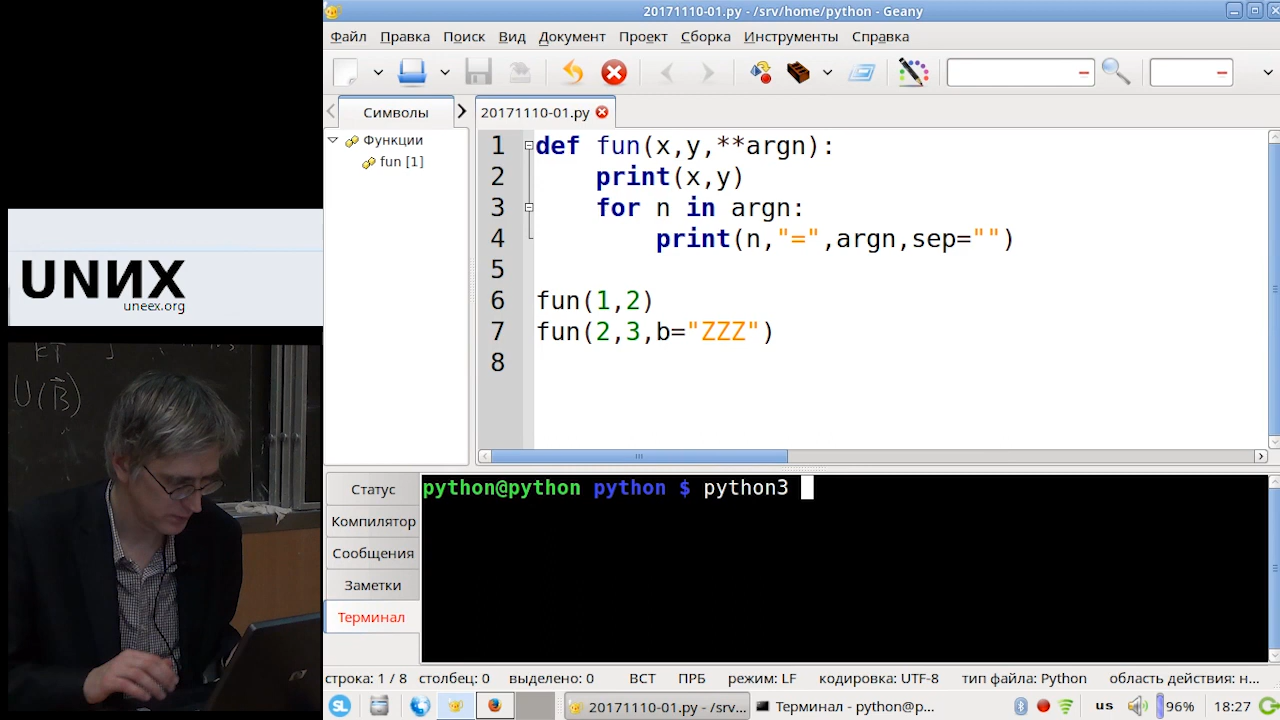 20171110-01.py - /srv/home/python - Geany
Файл Правка Поиск Вид Документ Проект Сборка Инструменты Справка
Символы
20171110-01.py
Функции
fun [1]
1 def fun(x,y,**argn):
2 print(x,y)
3 for n in argn:
4 print(n,"=",argn,sep="")
5
6 fun(1,2)
7 fun(2,3,b="ZZZ")
8
UNИX
uneex.org
U(B)
Статус
Компилятор
Сообщения
Заметки
Терминал
python@python python $ python3
строка: 1 / 8 столбец: 0 выделено: 0 ВСТ ПРБ режим: LF кодировка: UTF-8 тип файла: Python область действия: н...
SL
20171110-01.py - /srv...
Терминал - python@p...
us
96%
18:27